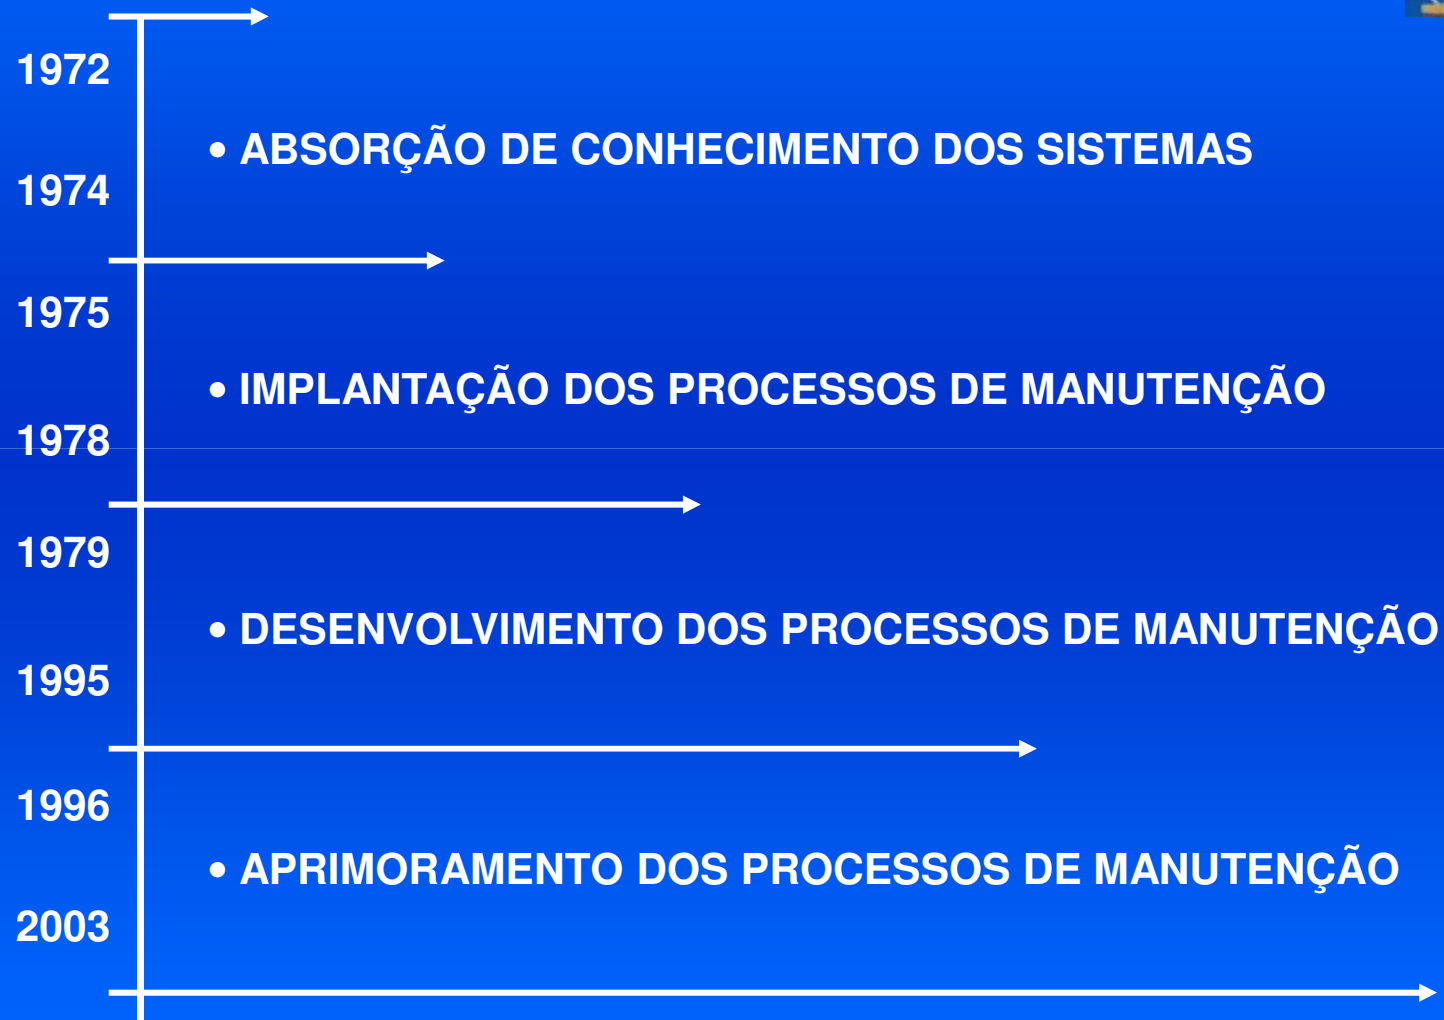 1972
• ABSORÇÃO DE CONHECIMENTO DOS SISTEMAS
1974
1975
• IMPLANTAÇÃO DOS PROCESSOS DE MANUTENÇÃO
1978
1979
• DESENVOLVIMENTO DOS PROCESSOS DE MANUTENÇÃO
1995
1996
• APRIMORAMENTO DOS PROCESSOS DE MANUTENÇÃO
2003